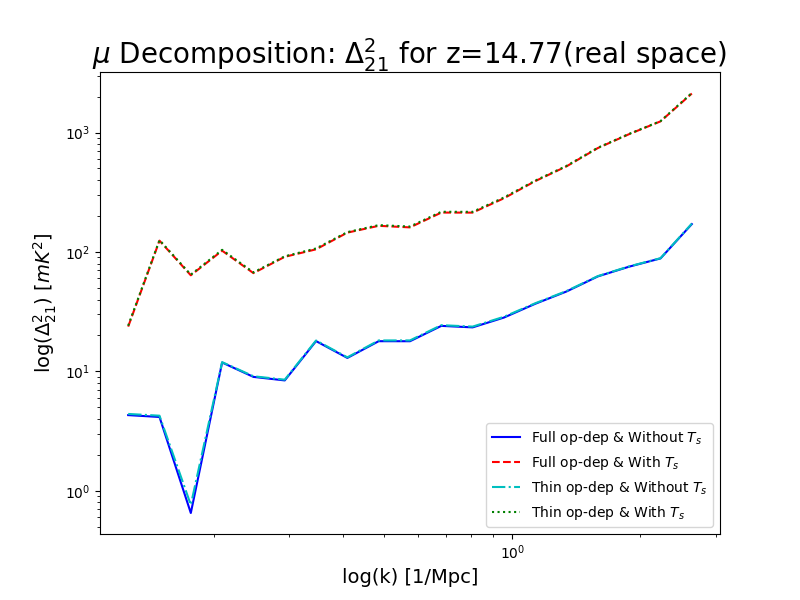 μ Decomposition: Δ²₂₁ for z=14.77(real space)
log(Δ²₂₁) [mK²]
10³
10²
10¹
10⁰
Full op-dep & Without Tₛ
Full op-dep & With Tₛ
Thin op-dep & Without Tₛ
Thin op-dep & With Tₛ
10⁰
log(k) [1/Mpc]